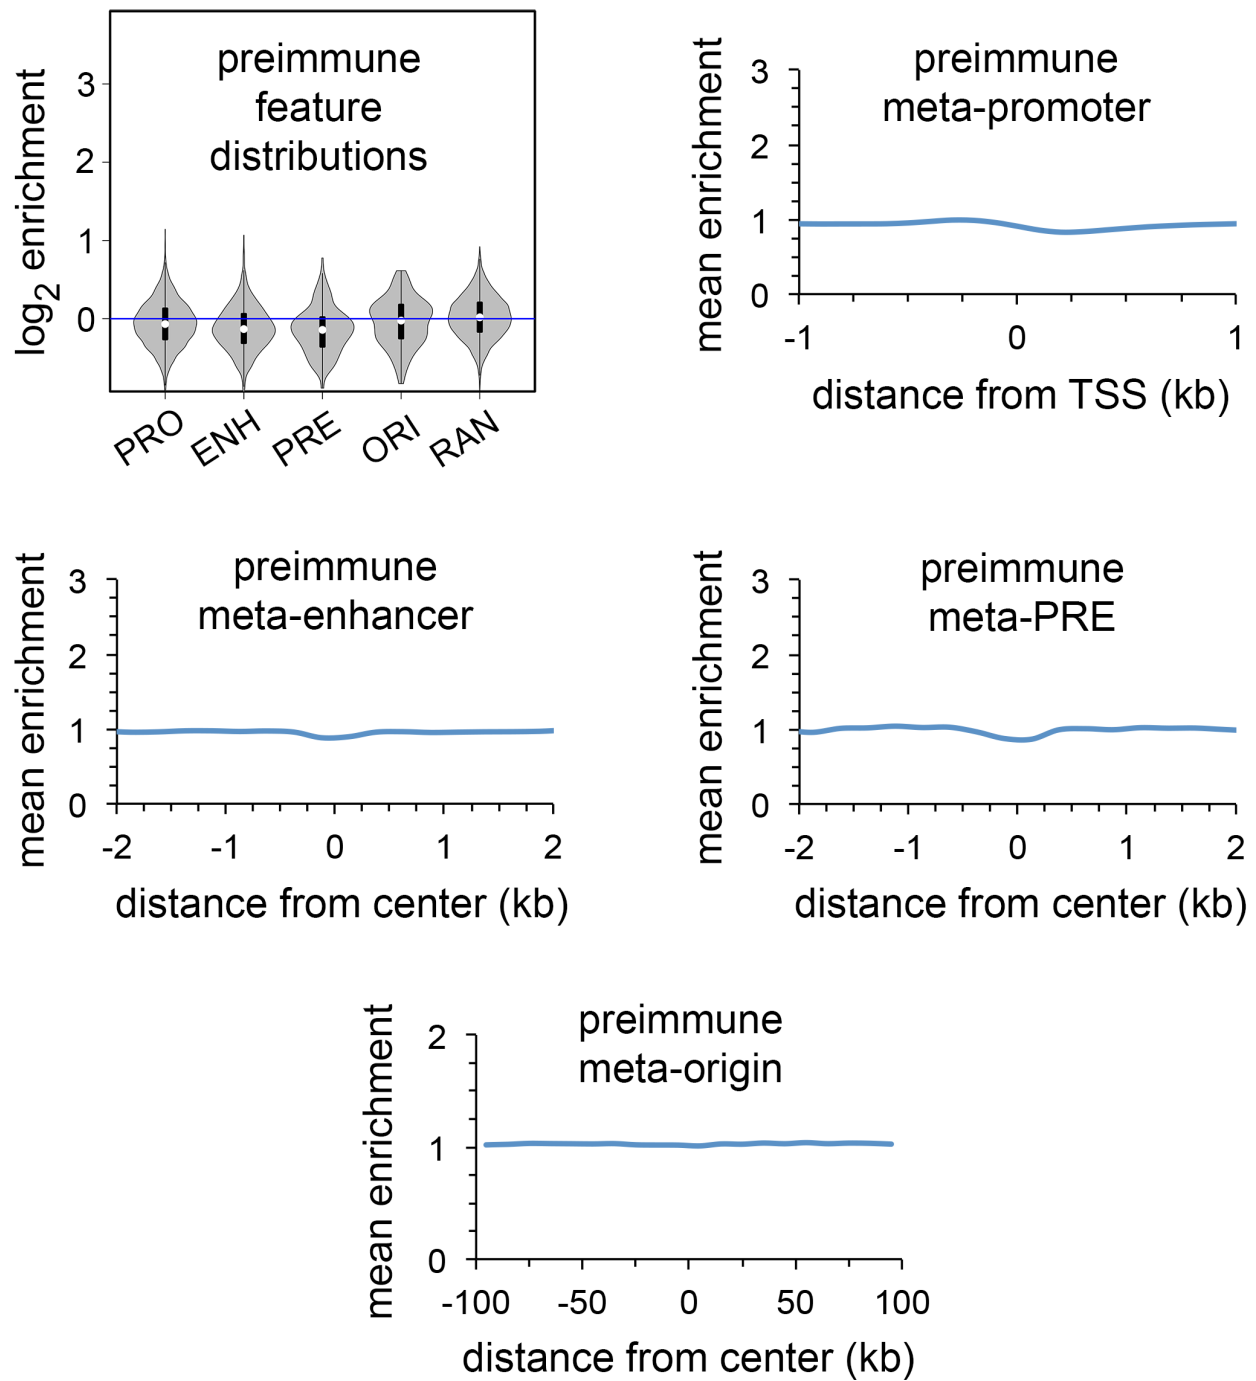 preimmune
feature
distributions
log2 enrichment
3
2
1
0
PRO
ENH
PRE
ORI
RAN
preimmune
meta-promoter
mean enrichment
3
2
1
0
-1
0
1
distance from TSS (kb)
preimmune
meta-enhancer
mean enrichment
3
2
1
0
-2
-1
0
1
2
distance from center (kb)
preimmune
meta-PRE
mean enrichment
3
2
1
0
-2
-1
0
1
2
distance from center (kb)
preimmune
meta-origin
mean enrichment
2
1
0
-100
-50
0
50
100
distance from center (kb)